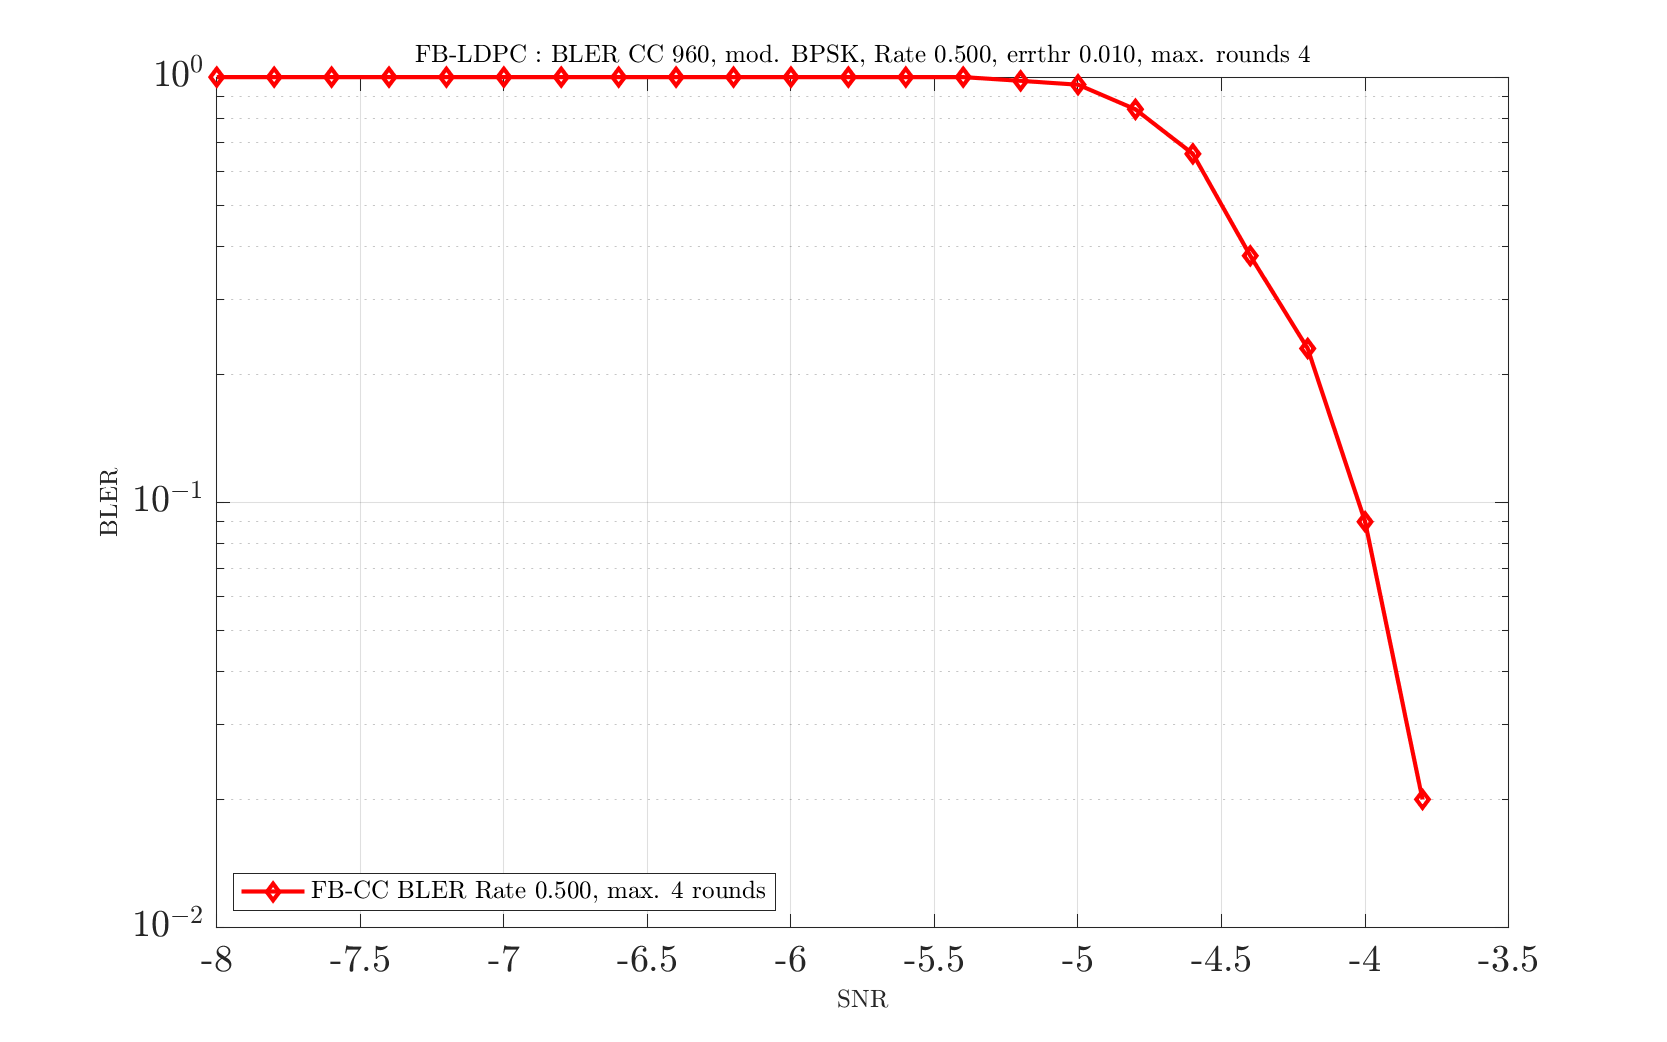 FB-LDPC : BLER CC 960, mod. BPSK, Rate 0.500, errthr 0.010, max. rounds 4
10^0
10^{-1}
10^{-2}
BLER
FB-CC BLER Rate 0.500, max. 4 rounds
-8 -7.5 -7 -6.5 -6 -5.5 -5 -4.5 -4 -3.5
SNR